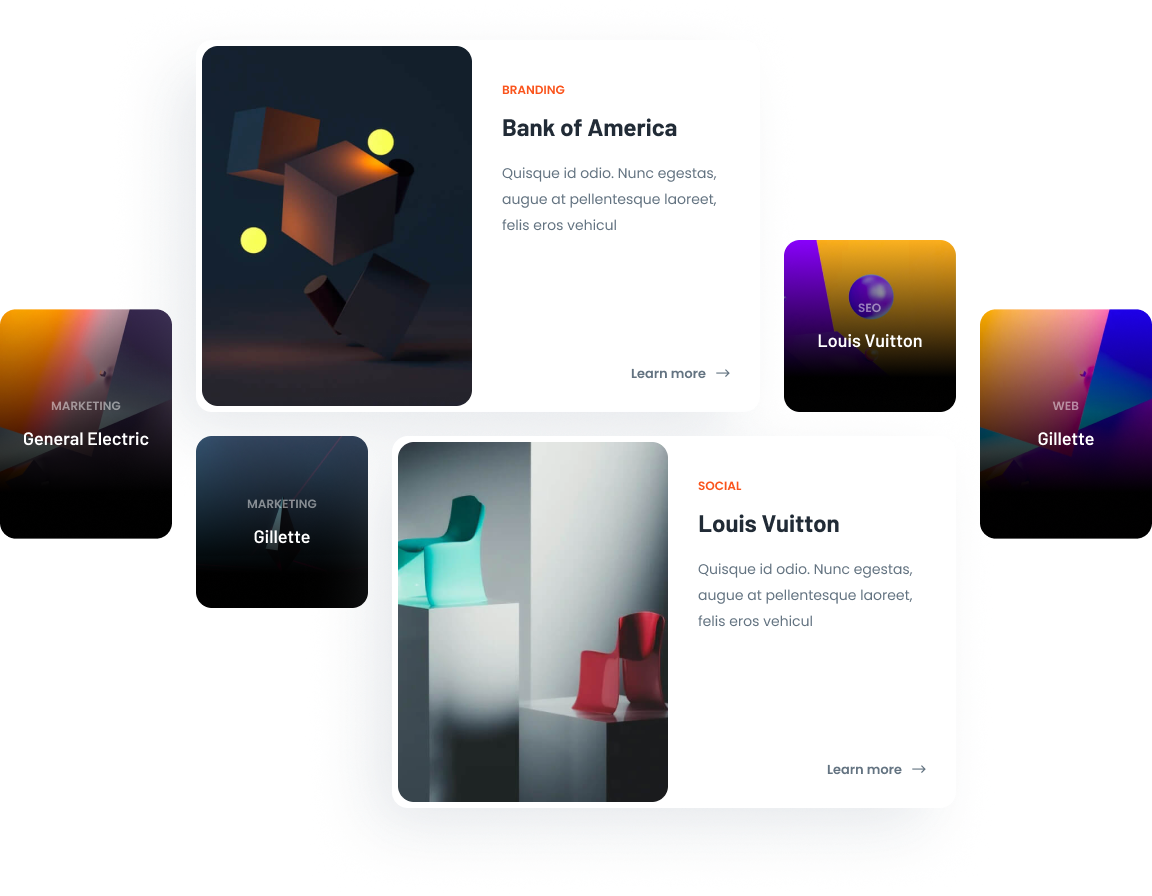 BRANDING
Bank of America
Quisque id odio. Nunc egestas,
augue at pellentesque laoreet,
felis eros vehicul
Learn more
SEO
Louis Vuitton
MARKETING
General Electric
WEB
Gillette
MARKETING
Gillette
SOCIAL
Louis Vuitton
Quisque id odio. Nunc egestas,
augue at pellentesque laoreet,
felis eros vehicul
Learn more